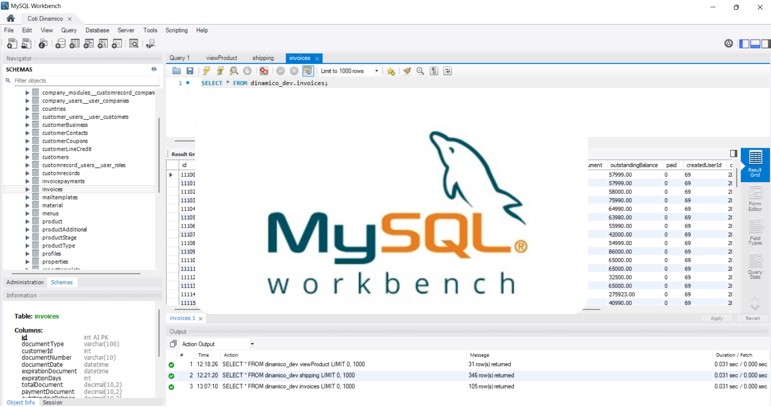 MySQL Workbench
Coti Dinamico ×
File Edit View Query Database Server Tools Scripting Help
Navigator
SCHEMAS
Filter objects
company_modules__customrecord_compan
company_users__user_companies
countries
customer_users__user_customers
customerBusiness
customerContacts
customerCoupons
customerLineCredit
customers
customrecord_users__user_roles
customrecords
invoicepayments
invoices
mailtemplates
material
menus
product
productAdditional
productStage
productType
profiles
properties
Administration Schemas
Information
Table: invoices
Columns:
id int AI PK
documentType varchar(100)
customerId int
documentNumber varchar(10)
documentDate datetime
expirationDocument datetime
expirationDays int
totalDocument decimal(10,2)
paymentDocument decimal(10,2)
Object Info Session
Query 1 viewProduct shipping invoices ×
Limit to 1000 rows
1 SELECT * FROM dinamico_dev.invoices;
Result Gr
id ument outstandingBalance paid createdUserId
11100 57999.00 0 69
11101 57999.00 0 69
11102 58000.00 0 69
11103 75990.00 0 69
11104 64990.00 0 69
11105 63980.00 0 69
11106 55990.00 0 69
11107 42000.00 0 69
11108 54999.00 0 69
11109 86000.00 0 69
11110 65000.00 0 69
11111 65000.00 0 69
11112 32500.00 0 69
11113 65000.00 0 69
11114 275923.00 0 69
11115 40990.00 0 69
MySQL®
workbench
Result Grid
Form Editor
Field Types
Query Stats
invoices 1 × Apply Revert
Output
Action Output
# Time Action Message Duration / Fetch
1 12:18:26 SELECT * FROM dinamico_dev.viewProduct LIMIT 0, 1000 31 row(s) returned 0.031 sec / 0.000 sec
2 12:21:20 SELECT * FROM dinamico_dev.shipping LIMIT 0, 1000 346 row(s) returned 0.031 sec / 0.000 sec
3 13:07:10 SELECT * FROM dinamico_dev.invoices LIMIT 0, 1000 105 row(s) returned 0.031 sec / 0.000 sec